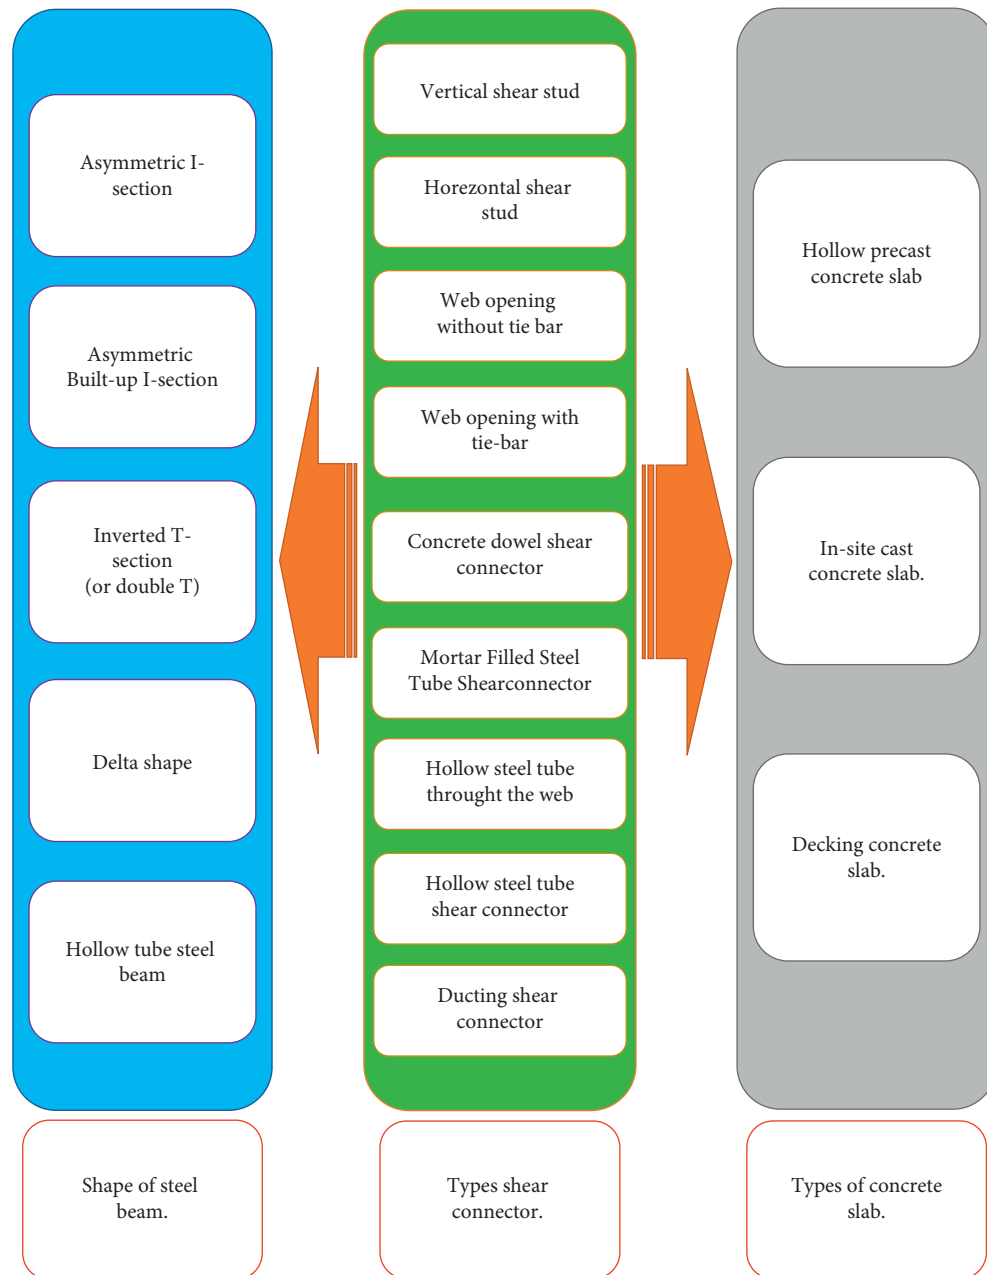 Asymmetric I-
section
Asymmetric
Built-up I-section
Inverted T-
section
(or double T)
Delta shape
Hollow tube steel
beam
Shape of steel
beam.
Vertical shear stud
Horezontal shear
stud
Web opening
without tie bar
Web opening with
tie-bar
Concrete dowel shear
connector
Mortar Filled Steel
Tube Shearconnector
Hollow steel tube
throught the web
Hollow steel tube
shear connector
Ducting shear
connector
Types shear
connector.
Hollow precast
concrete slab
In-site cast
concrete slab.
Decking concrete
slab.
Types of concrete
slab.